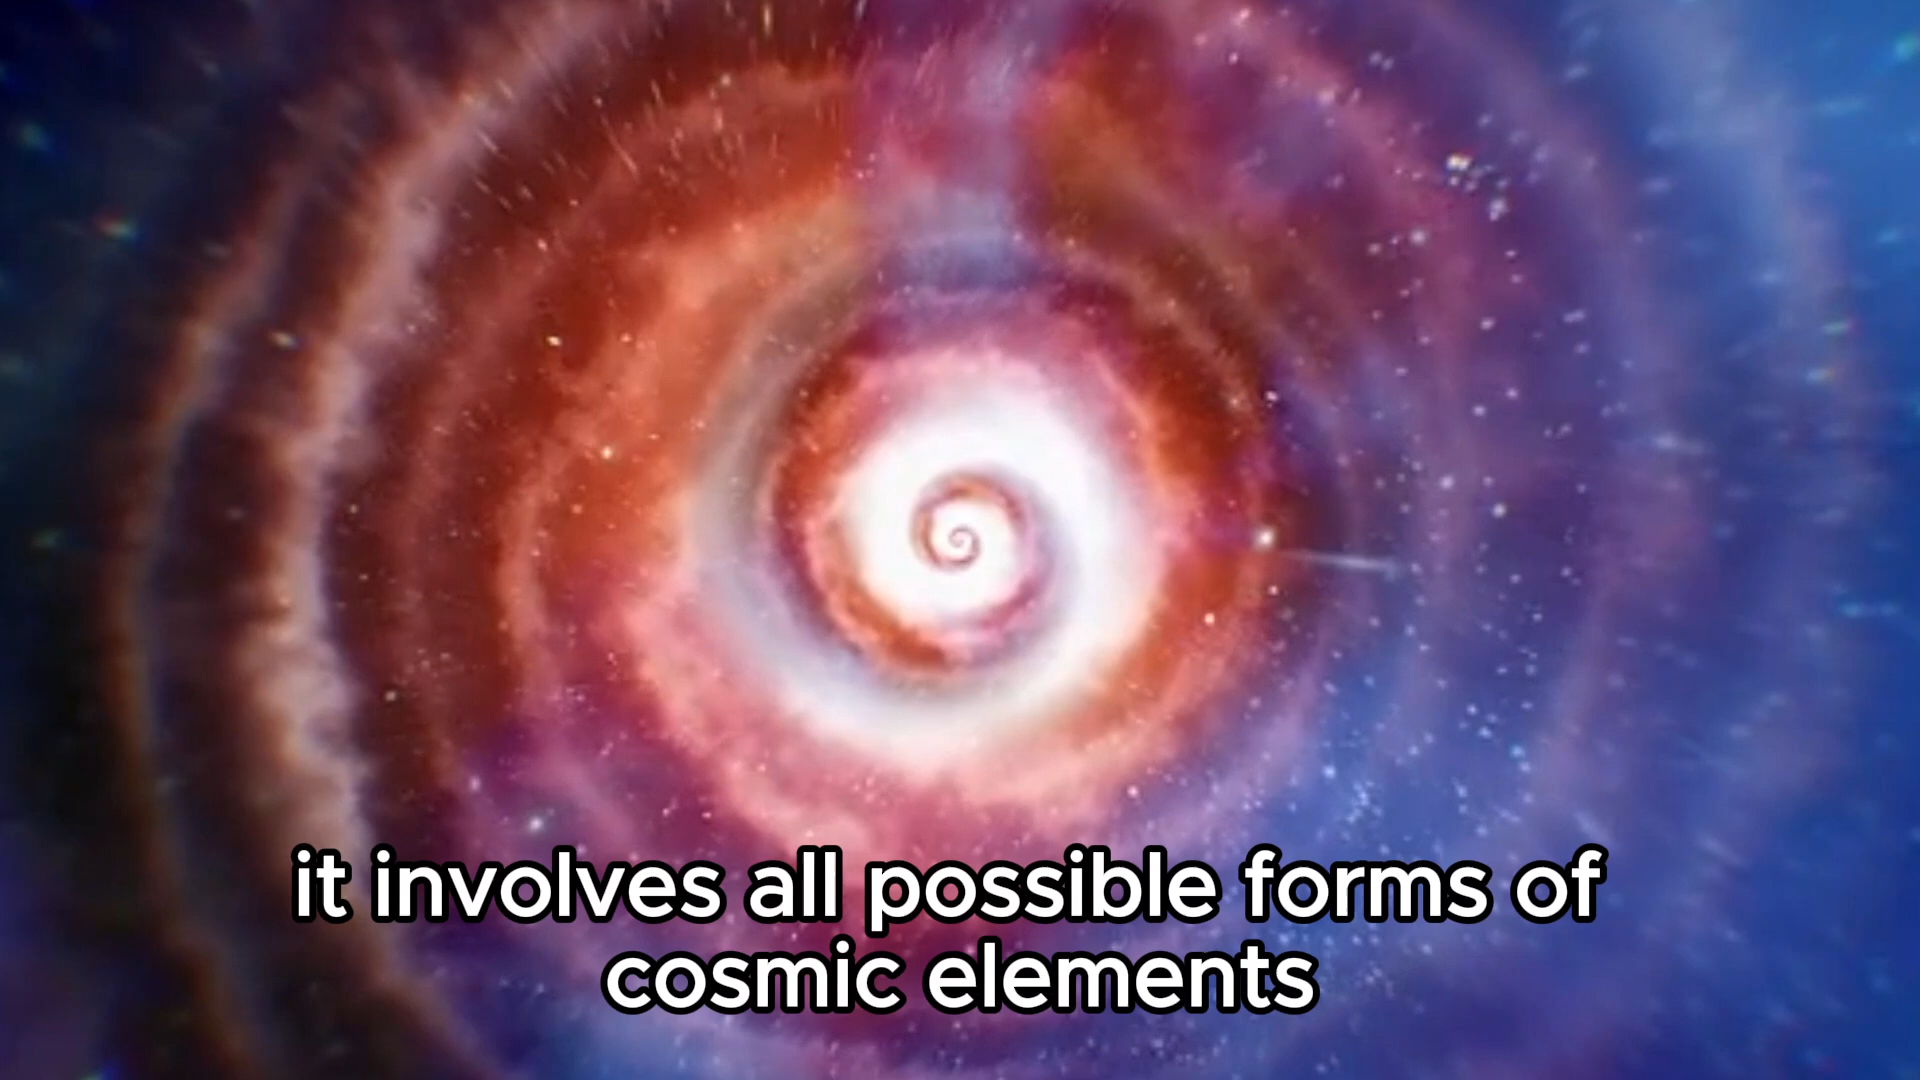 it involves all possible forms of
cosmic elements